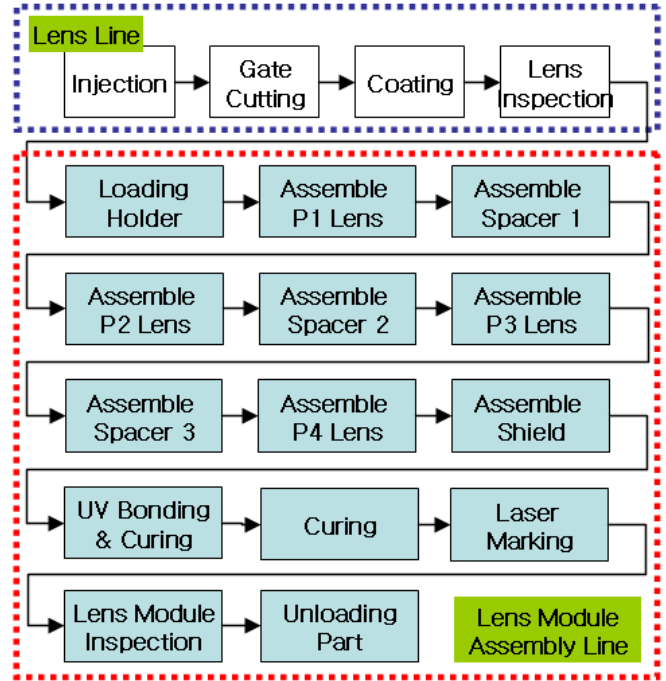 Lens Line
Injection
Gate
Cutting
Coating
Lens
Inspection
Loading
Holder
Assemble
P1 Lens
Assemble
Spacer 1
Assemble
P2 Lens
Assemble
Spacer 2
Assemble
P3 Lens
Assemble
Spacer 3
Assemble
P4 Lens
Assemble
Shield
UV Bonding
& Curing
Curing
Laser
Marking
Lens Module
Inspection
Unloading
Part
Lens Module
Assembly Line